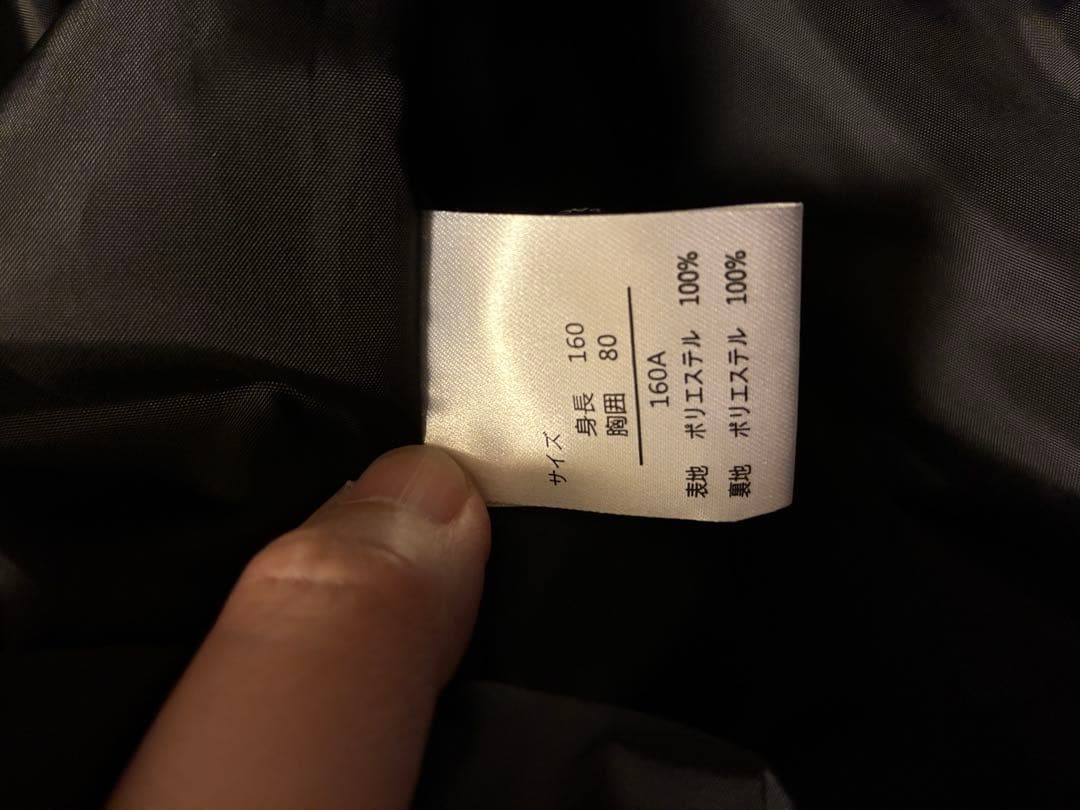 サイズ
身長 160
胸囲 80
160A
表地 ポリエステル 100%
裏地 ポリエステル 100%